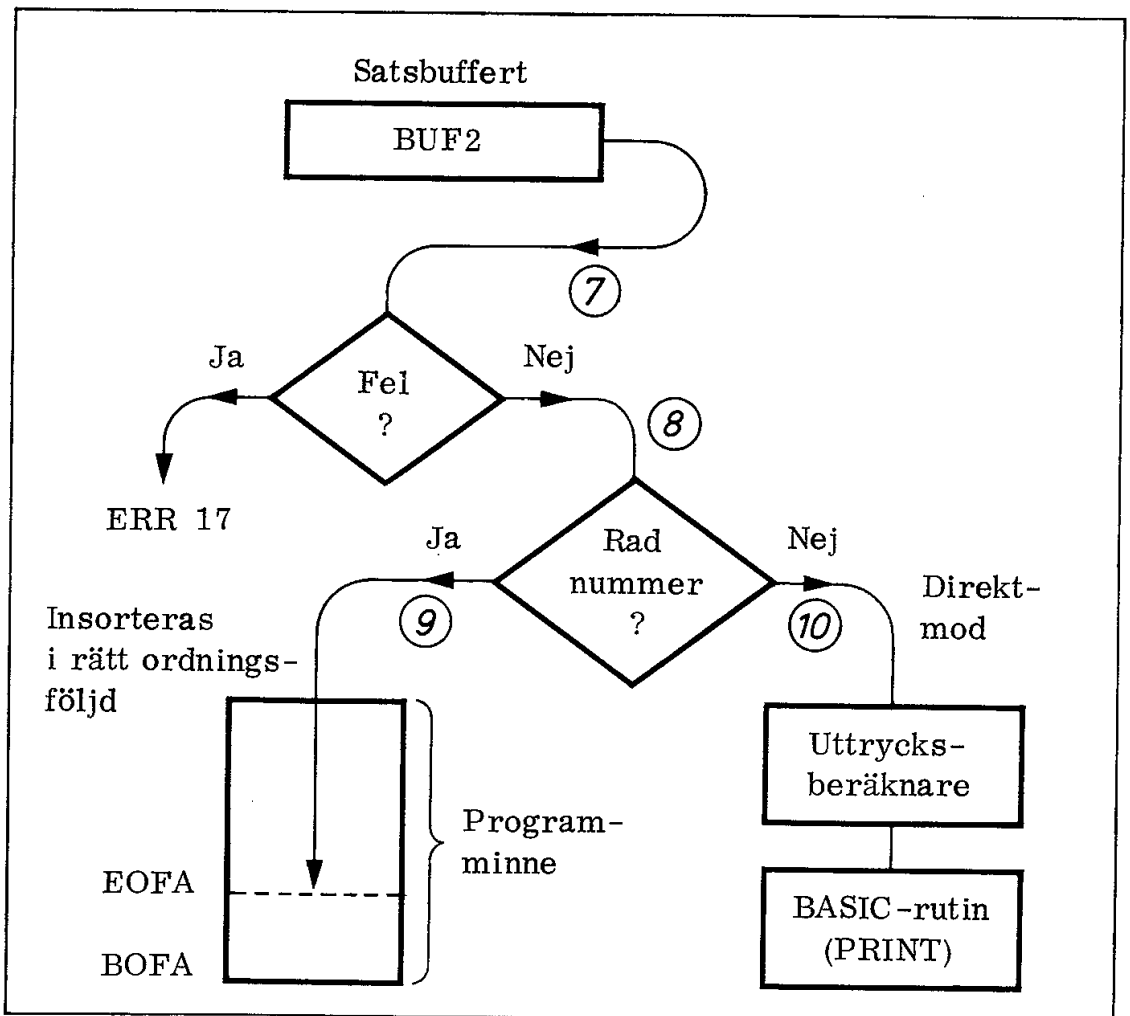 Satsbuffert
BUF2
7
Ja
Nej
Fel
?
8
ERR 17
Ja
Rad
nummer
?
Nej
9
10
Direkt-
mod
Insorteras
i rätt ordnings-
följd
Uttrycks-
beräknare
Program-
minne
EOFA
BOFA
BASIC-rutin
(PRINT)